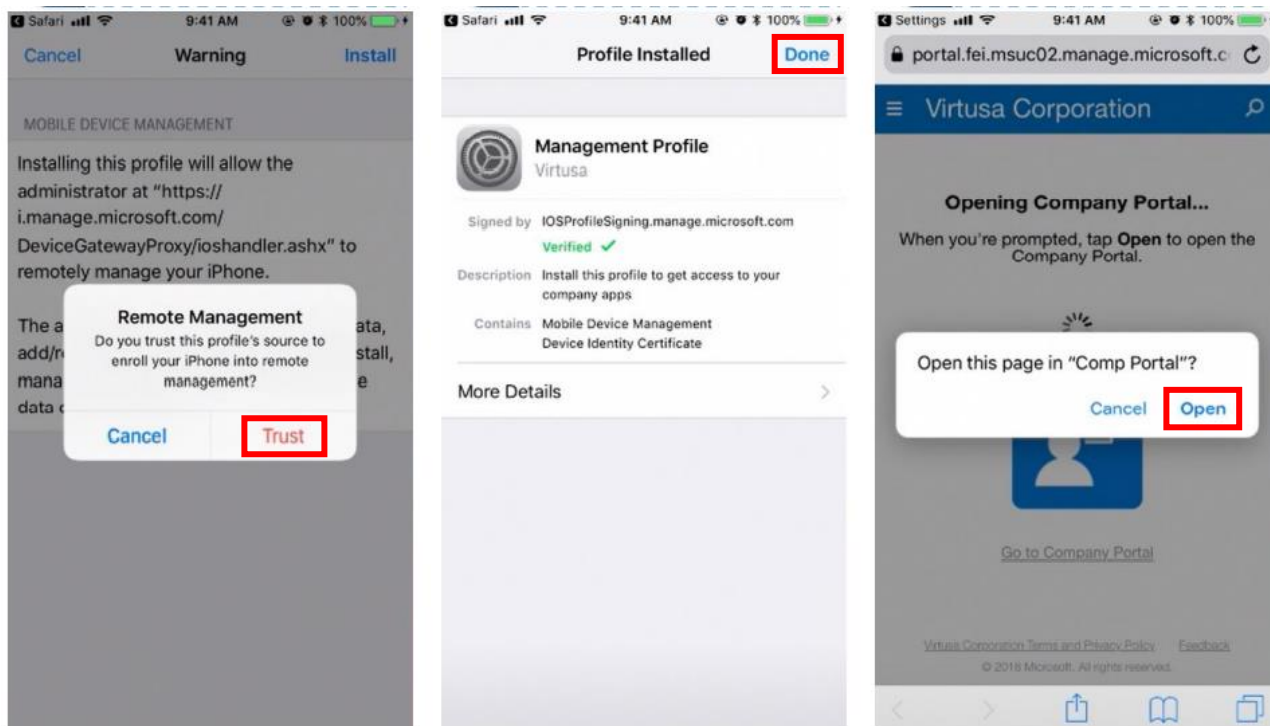 Safari 9:41 AM 100%
Cancel Warning Install
MOBILE DEVICE MANAGEMENT
Installing this profile will allow the
administrator at “https://
i.manage.microsoft.com/
DeviceGatewayProxy/ioshandler.ashx” to
remotely manage your iPhone.
The a ata,
add/r stall,
mana e
data
Remote Management
Do you trust this profile's source to
enroll your iPhone into remote
management?
Cancel Trust
Safari 9:41 AM 100%
Profile Installed Done
Management Profile
Virtusa
Signed by IOSProfileSigning.manage.microsoft.com
Verified ✓
Description Install this profile to get access to your
company apps
Contains Mobile Device Management
Device Identity Certificate
More Details
Settings 9:41 AM 100%
portal.fei.msuc02.manage.microsoft.c
Virtusa Corporation
Opening Company Portal...
When you're prompted, tap Open to open the
Company Portal.
Open this page in “Comp Portal”?
Cancel Open
Go to Company Portal
Virtusa Corporation Terms and Privacy Policy Feedback
© 2018 Microsoft. All rights reserved.